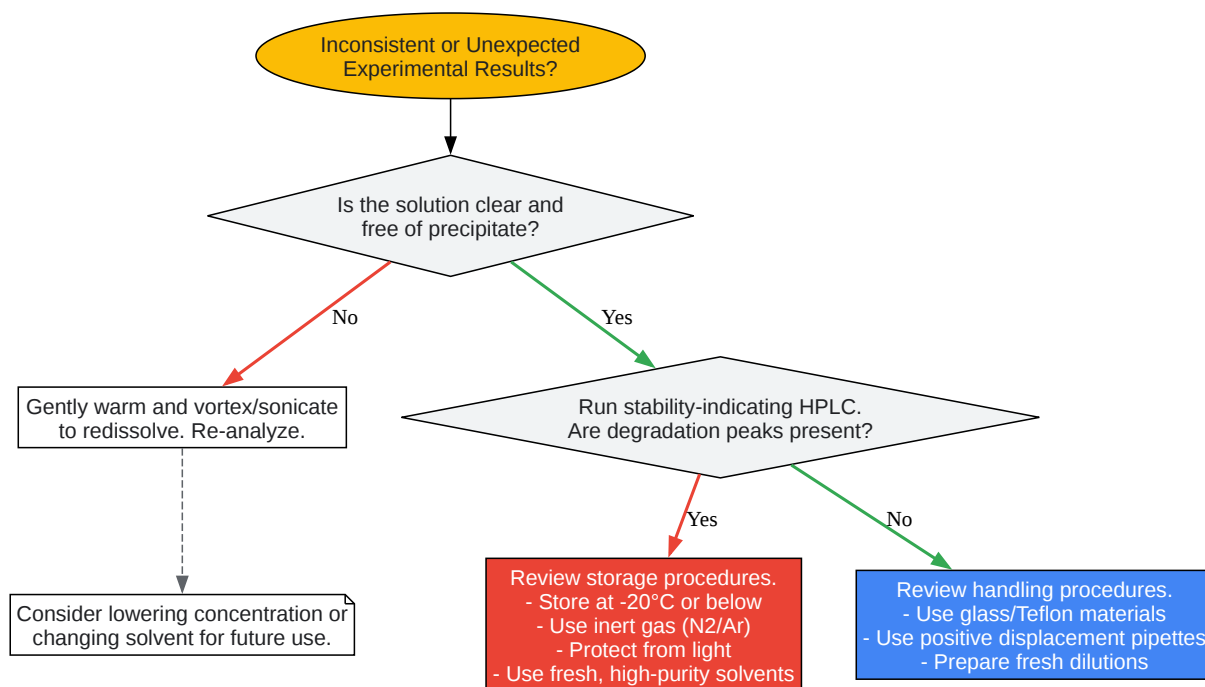 Inconsistent or Unexpected
Experimental Results?
Is the solution clear and
free of precipitate?
No
Yes
Gently warm and vortex/sonicate
to redissolve. Re-analyze.
Run stability-indicating HPLC.
Are degradation peaks present?
Yes
No
Consider lowering concentration or
changing solvent for future use.
Review storage procedures.
- Store at -20°C or below
- Use inert gas (N2/Ar)
- Protect from light
- Use fresh, high-purity solvents
Review handling procedures.
- Use glass/Teflon materials
- Use positive displacement pipettes
- Prepare fresh dilutions